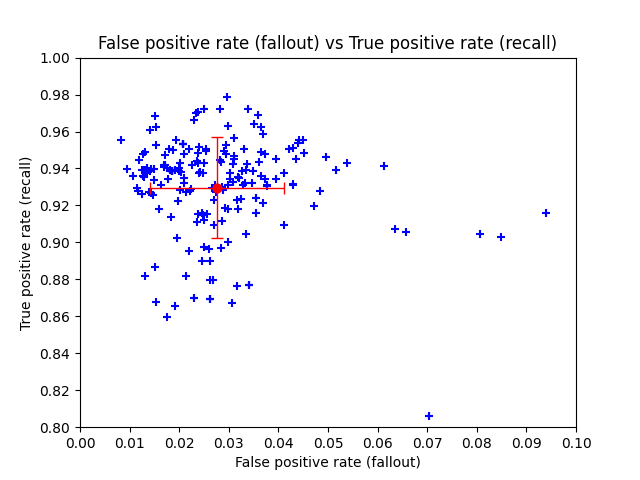 False positive rate (fallout) vs True positive rate (recall)
1.00
0.98
0.96
0.94
0.92
0.90
0.88
0.86
0.84
0.82
0.80
True positive rate (recall)
0.00 0.01 0.02 0.03 0.04 0.05 0.06 0.07 0.08 0.09 0.10
False positive rate (fallout)